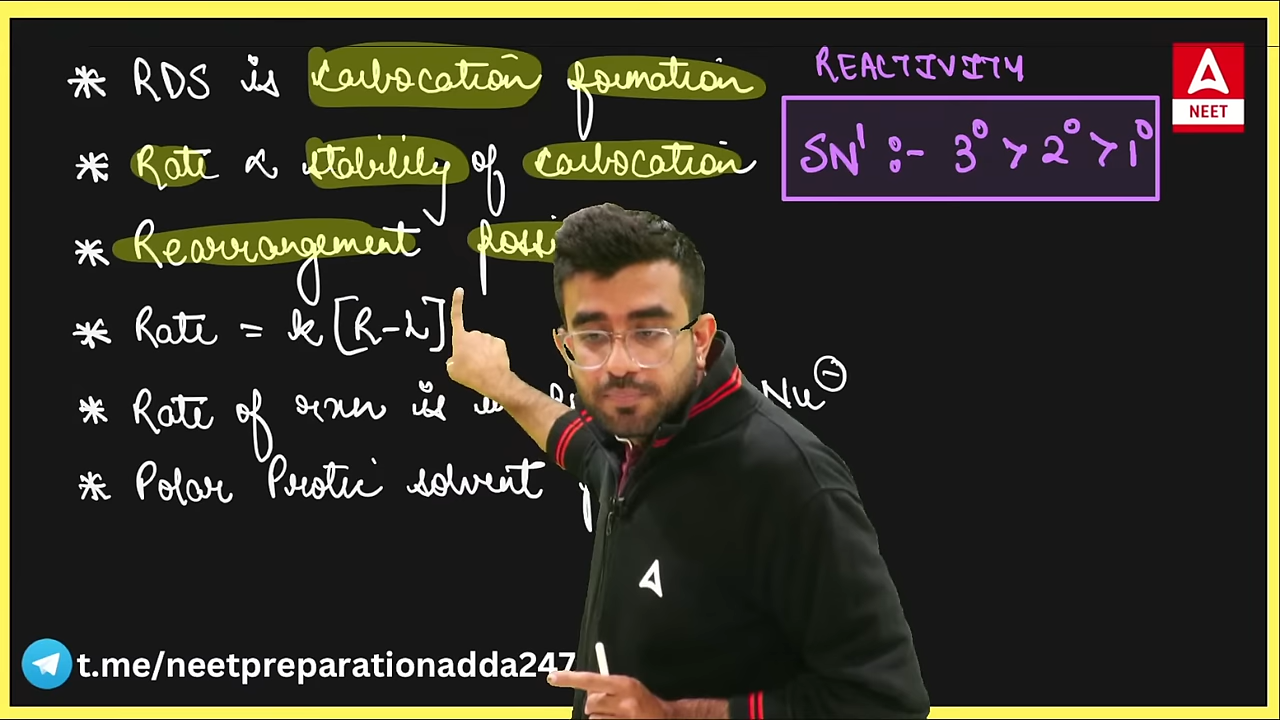 * RDS is carbocation formation
* Rate ∝ stability of carbocation
* Rearrangement possi
* Rate = k [R-L]
* Rate of rxn is Nu⊖
* Polar Protic solvent
REACTIVITY
SN¹ :- 3° > 2° > 1°
NEET
t.me/neetpreparationadda247